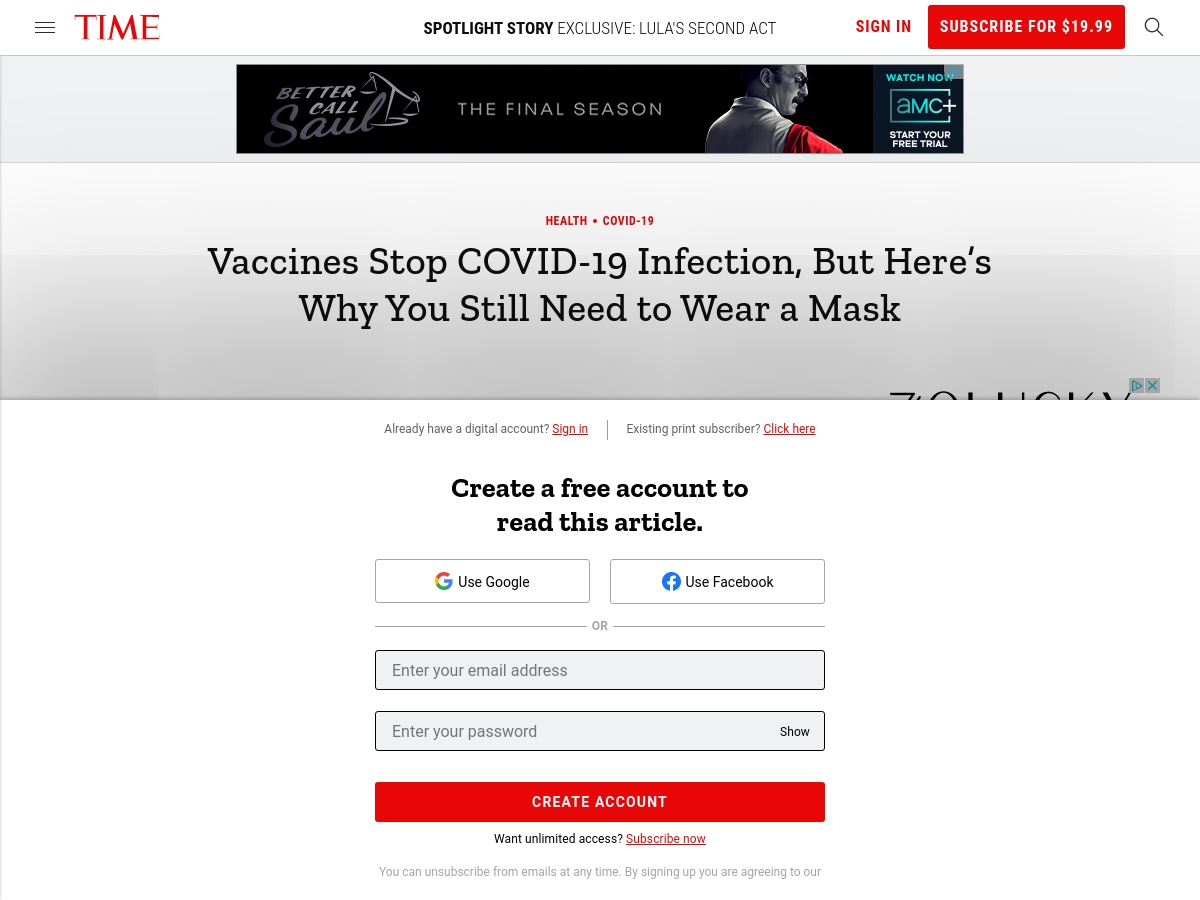 TIME
SPOTLIGHT STORY EXCLUSIVE: LULA'S SECOND ACT
SIGN IN
SUBSCRIBE FOR $19.99
BETTER
CALL
Saul
THE FINAL SEASON
WATCH NOW
aMC+
START YOUR
FREE TRIAL
HEALTH • COVID-19
Vaccines Stop COVID-19 Infection, But Here’s
Why You Still Need to Wear a Mask
Already have a digital account? Sign in
Existing print subscriber? Click here
Create a free account to
read this article.
Use Google
Use Facebook
OR
Enter your email address
Enter your password
Show
CREATE ACCOUNT
Want unlimited access? Subscribe now
You can unsubscribe from emails at any time. By signing up you are agreeing to our